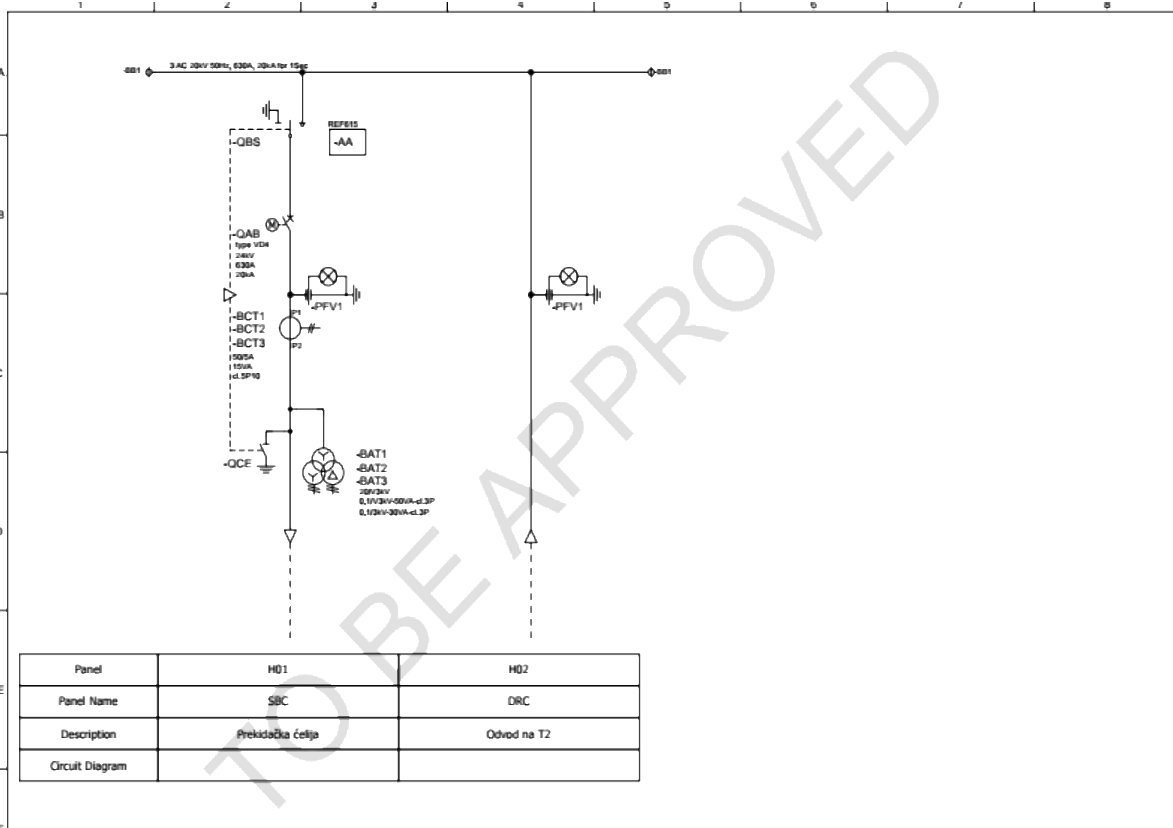 1 2 3 4 5 6 7 8
A
-BB1 3 AC 20kV 50Hz, 630A, 20kA for 1Sec -BB1
REF615
-QBS -AA
B
-QAB
type VD4
24kV
630A
20kA
-PFV1 -PFV1
P1
-BCT1
-BCT2
-BCT3
P2
50/5A
15VA
cl.5P10
C
-QCE
-BAT1
-BAT2
-BAT3
20/√3kV
0,1/√3kV-50VA-cl.3P
0,1/3kV-30VA-cl.3P
D
Panel H01 H02
E
Panel Name SBC DRC
Description Prekidačka ćelija Odvod na T2
Circuit Diagram
TO BE APPROVED